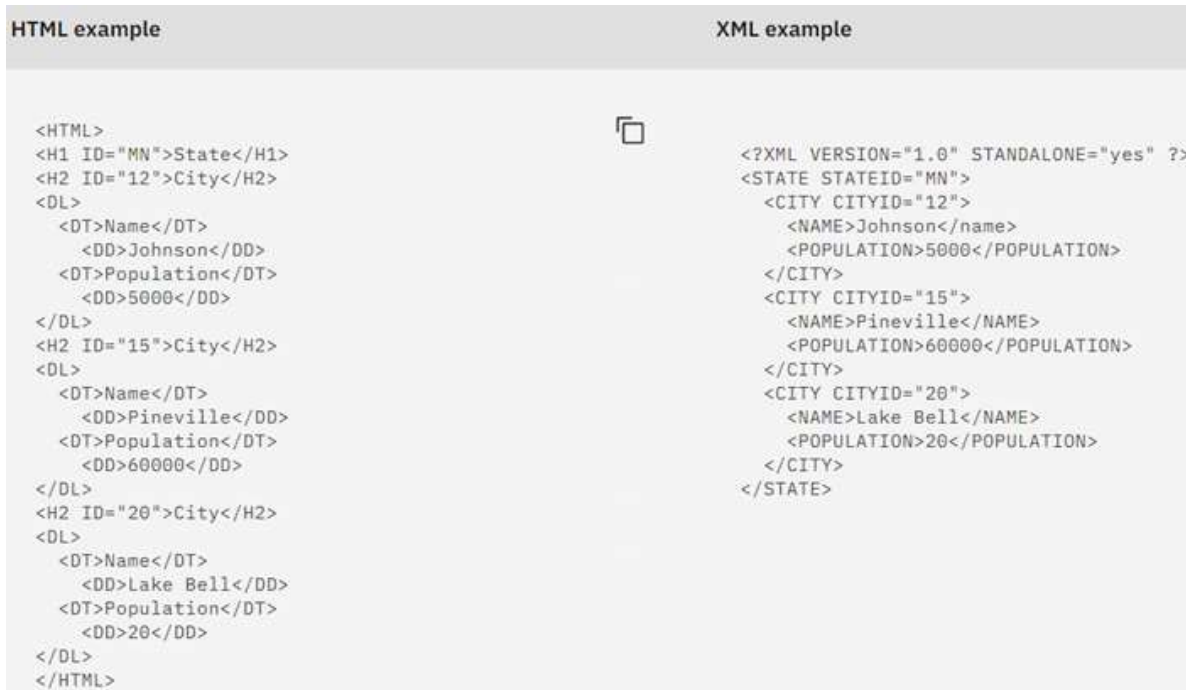 HTML example
XML example
<HTML>
<H1 ID="MN">State</H1>
<H2 ID="12">City</H2>
<DL>
<DT>Name</DT>
<DD>Johnson</DD>
<DT>Population</DT>
<DD>5000</DD>
</DL>
<H2 ID="15">City</H2>
<DL>
<DT>Name</DT>
<DD>Pineville</DD>
<DT>Population</DT>
<DD>60000</DD>
</DL>
<H2 ID="20">City</H2>
<DL>
<DT>Name</DT>
<DD>Lake Bell</DD>
<DT>Population</DT>
<DD>20</DD>
</DL>
</HTML>
<?XML VERSION="1.0" STANDALONE="yes" ?>
<STATE STATEID="MN">
<CITY CITYID="12">
<NAME>Johnson</name>
<POPULATION>5000</POPULATION>
</CITY>
<CITY CITYID="15">
<NAME>Pineville</NAME>
<POPULATION>60000</POPULATION>
</CITY>
<CITY CITYID="20">
<NAME>Lake Bell</NAME>
<POPULATION>20</POPULATION>
</CITY>
</STATE>